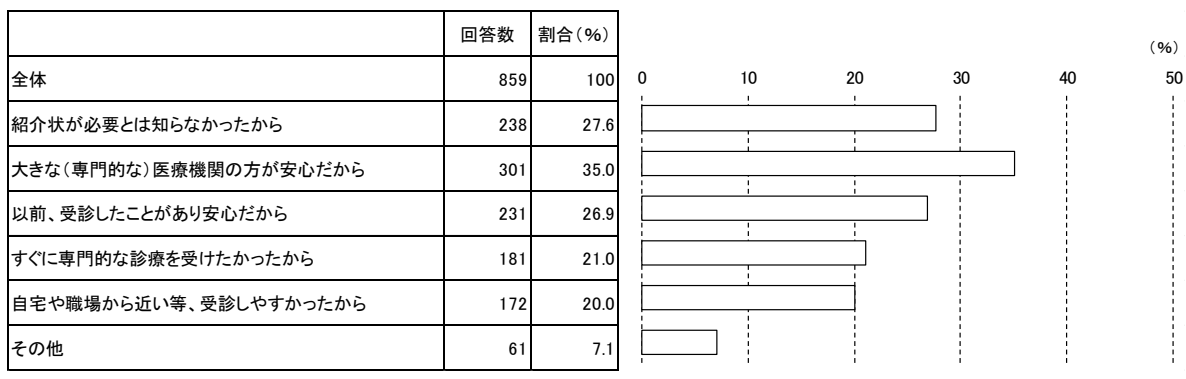 回答数 割合(%)
(%)
全体 859 100
0 10 20 30 40 50
紹介状が必要とは知らなかったから 238 27.6
大きな(専門的な)医療機関の方が安心だから 301 35.0
以前、受診したことがあり安心だから 231 26.9
すぐに専門的な診療を受けたかったから 181 21.0
自宅や職場から近い等、受診しやすかったから 172 20.0
その他 61 7.1